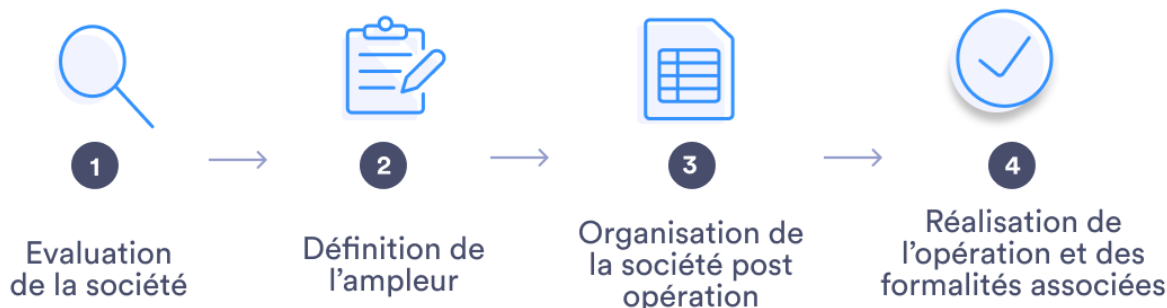 1
Evaluation
de la société
2
Définition de
l'ampleur
3
Organisation de
la société post
opération
4
Réalisation de
l'opération et des
formalités associées